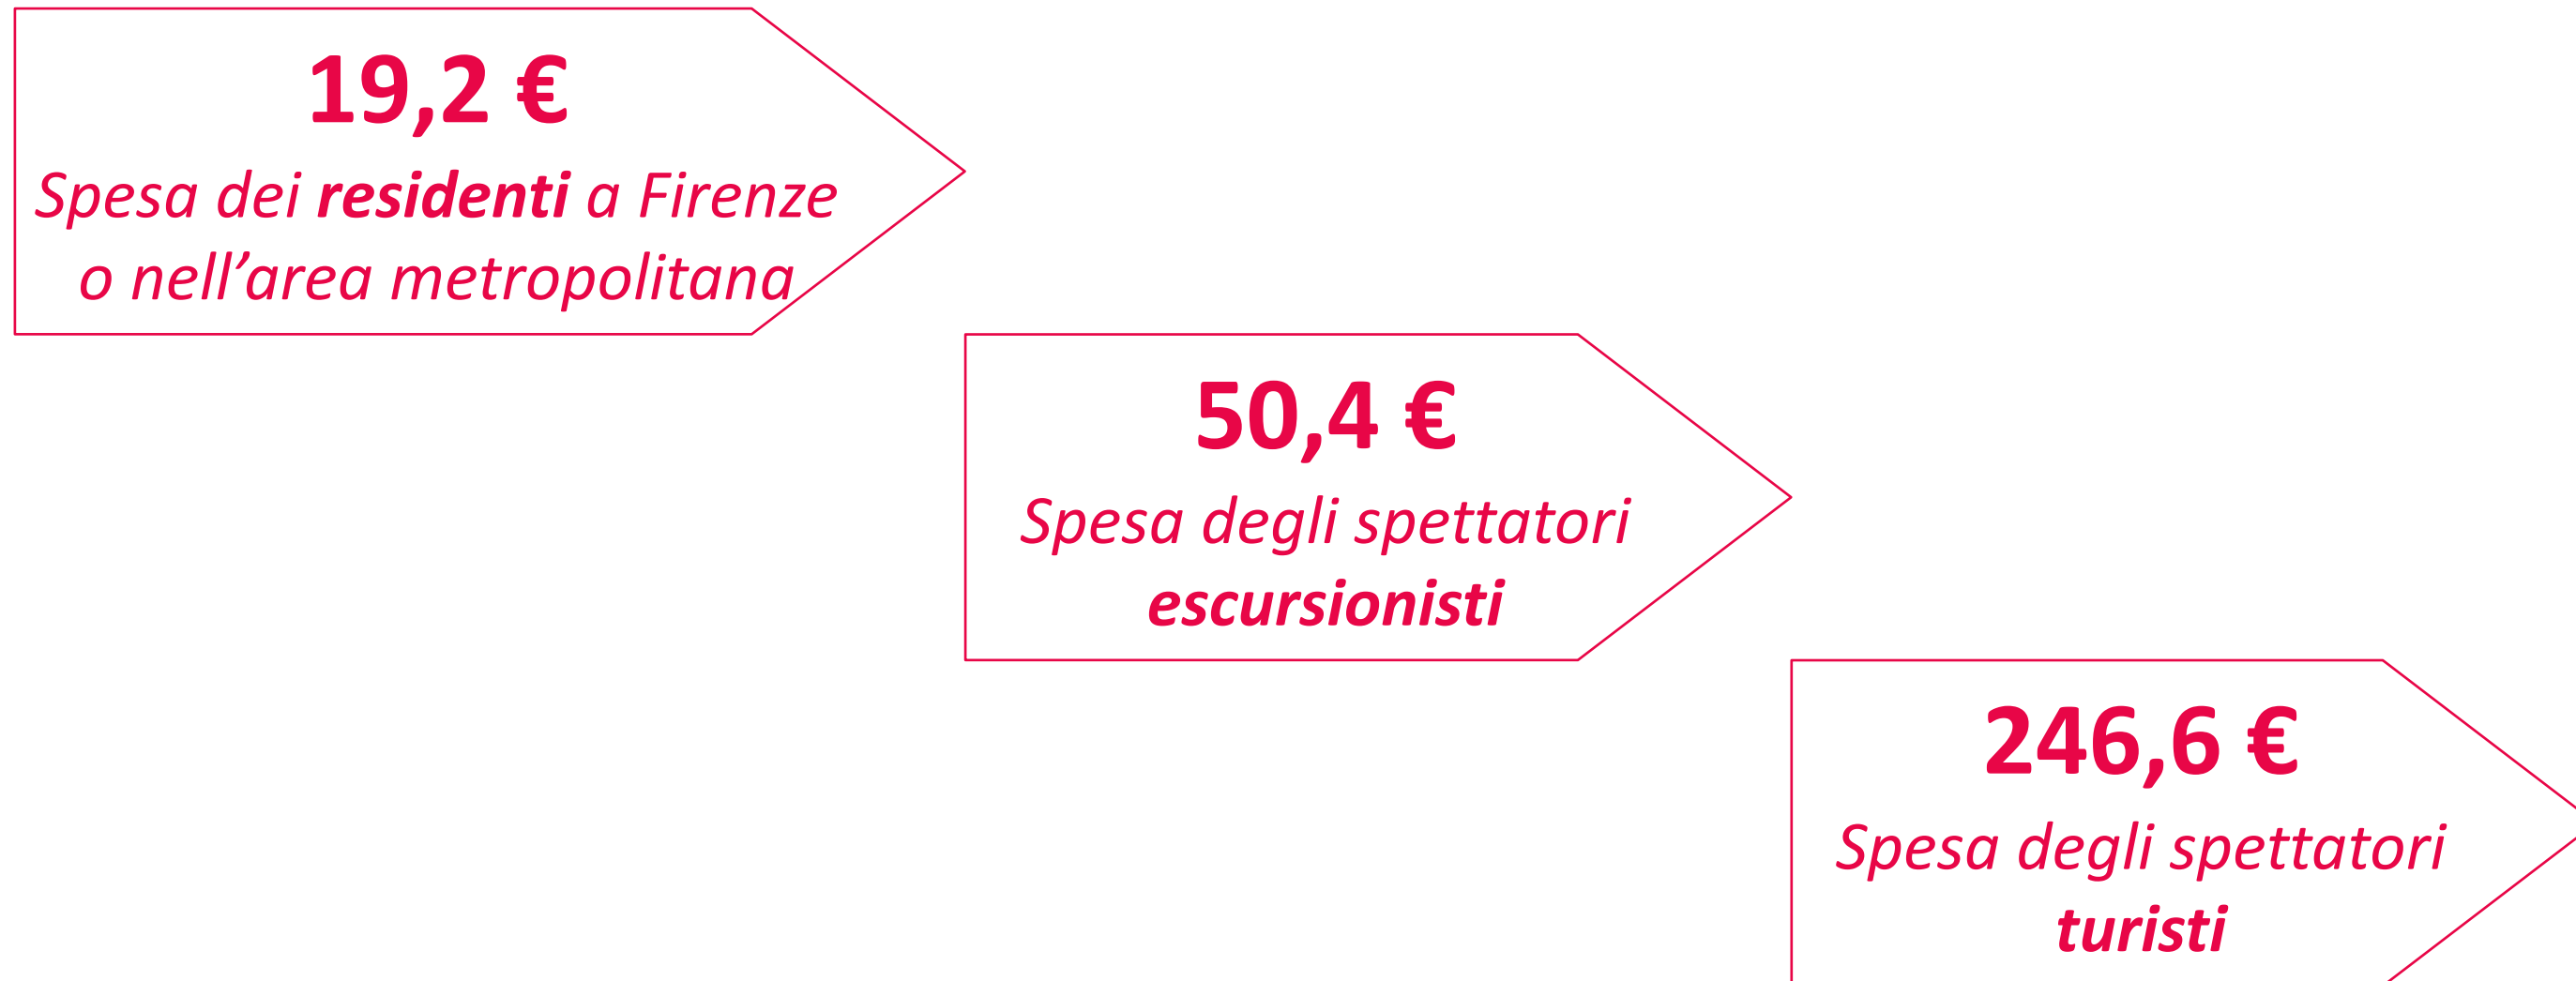 19,2 €
Spesa dei residenti a Firenze
o nell’area metropolitana
50,4 €
Spesa degli spettatori
escursionisti
246,6 €
Spesa degli spettatori
turisti